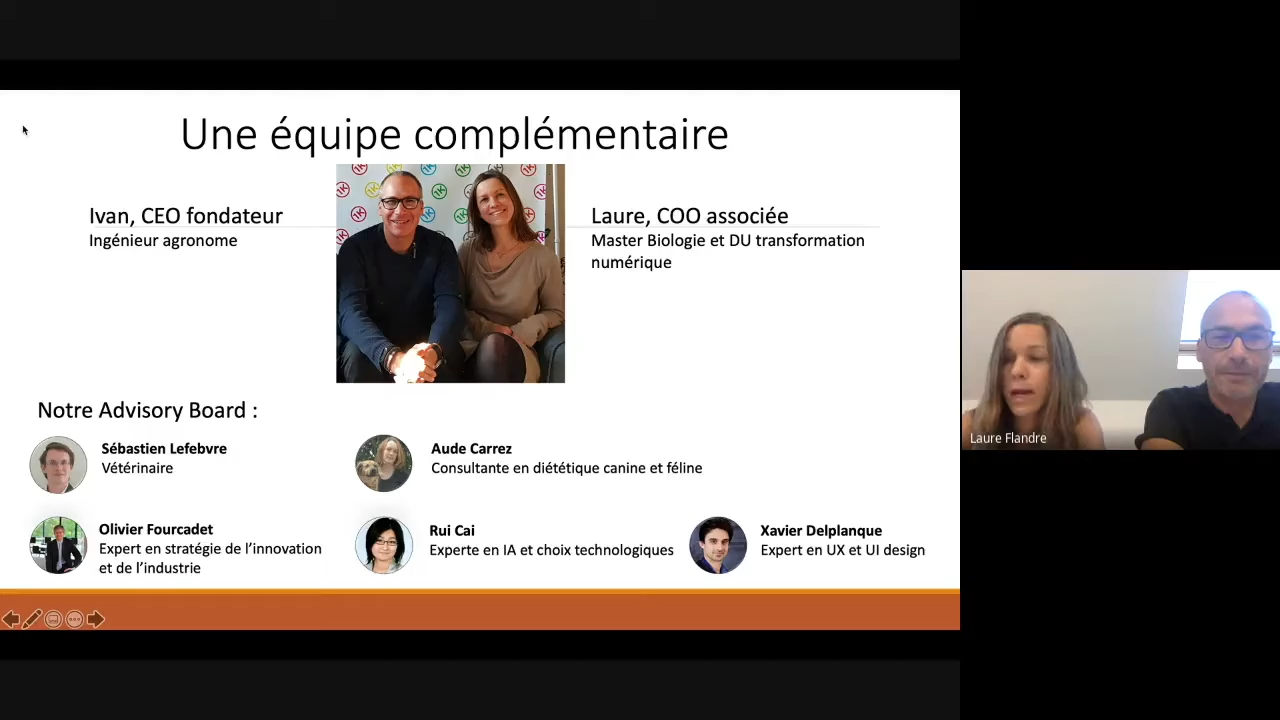 Une équipe complémentaire
Ivan, CEO fondateur
Ingénieur agronome
Laure, COO associée
Master Biologie et DU transformation
numérique
Notre Advisory Board :
Sébastien Lefebvre
Vétérinaire
Aude Carrez
Consultante en diététique canine et féline
Olivier Fourcadet
Expert en stratégie de l’innovation
et de l’industrie
Rui Cai
Experte en IA et choix technologiques
Xavier Delplanque
Expert en UX et UI design
Laure Flandre